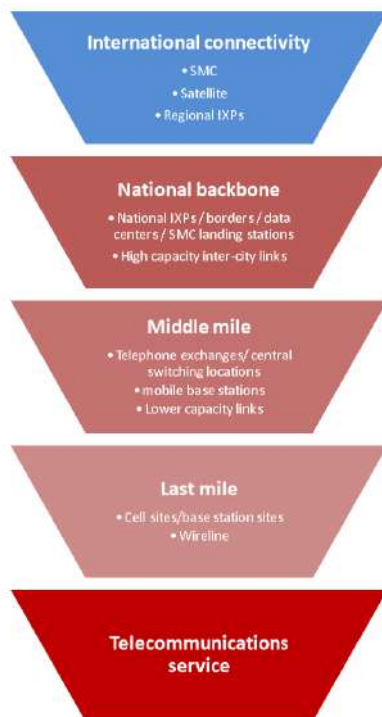 International connectivity
• SMC
• Satellite
• Regional IXPs
National backbone
• National IXPs / borders / data
centers / SMC landing stations
• High capacity inter-city links
Middle mile
• Telephone exchanges/ central
switching locations
• mobile base stations
• Lower capacity links
Last mile
• Cell sites/base station sites
• Wireline
Telecommunications
service